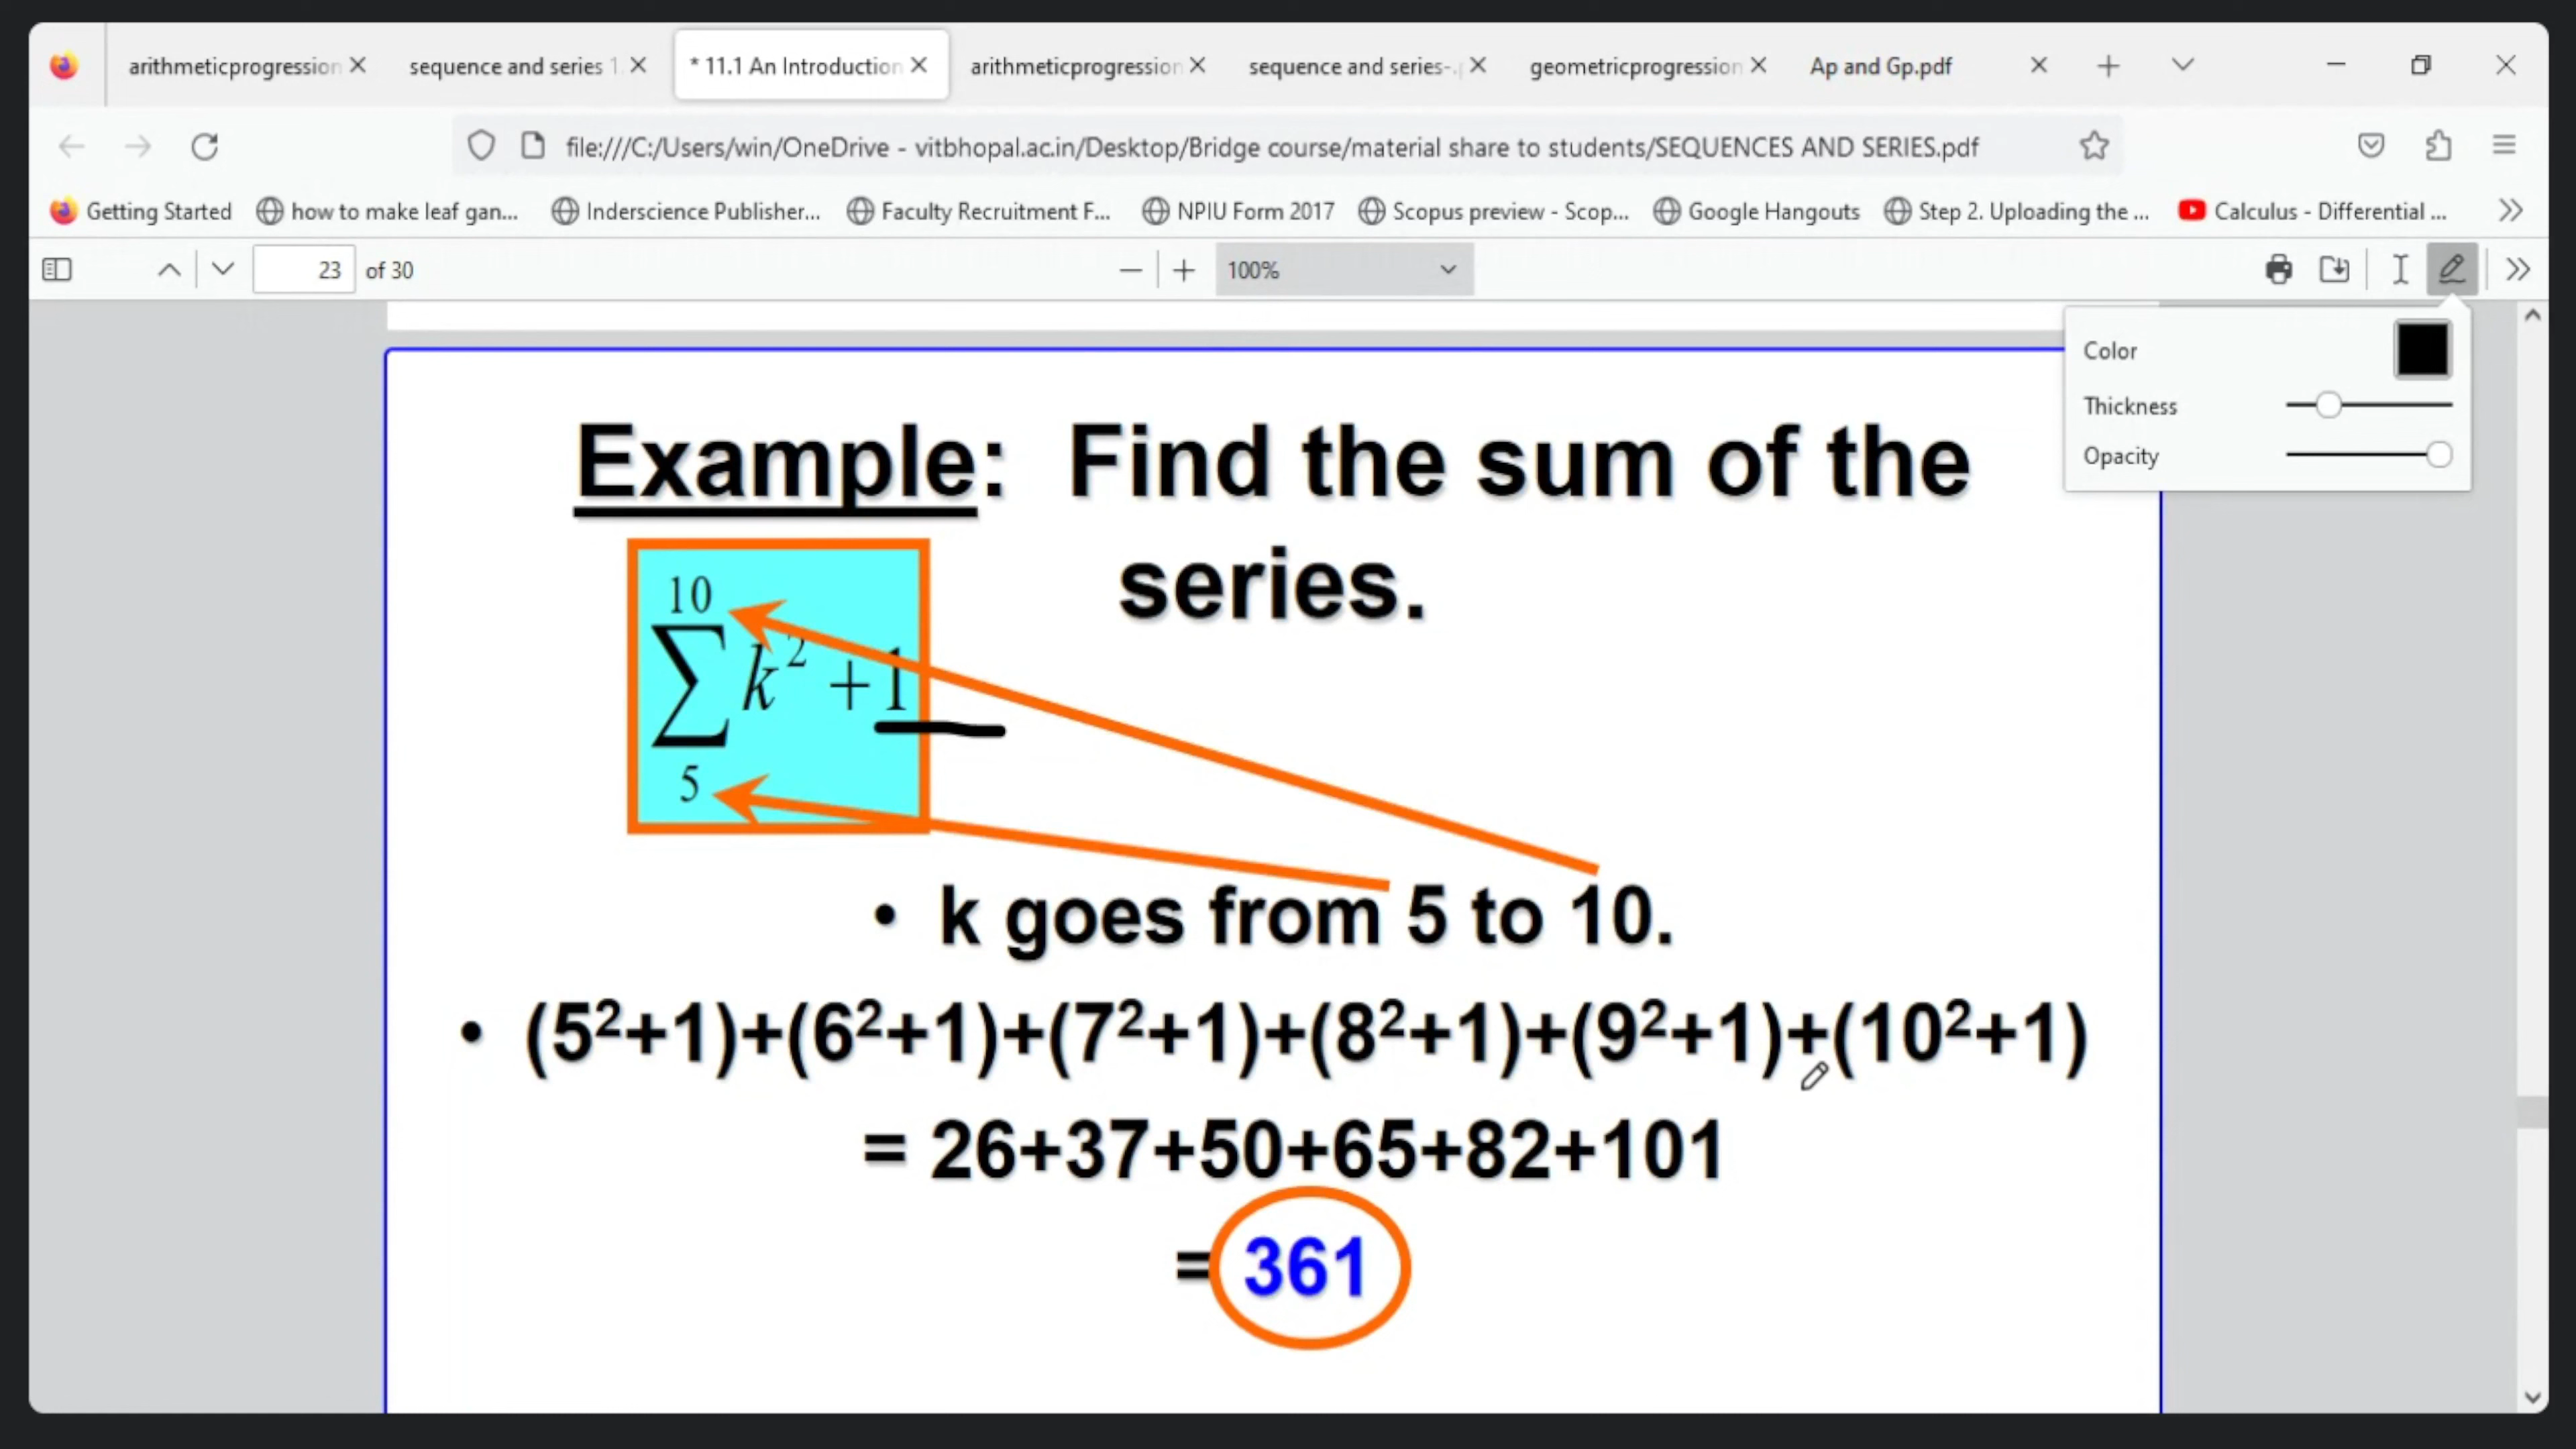 arithmeticprogression
sequence and series 1.
* 11.1 An Introduction
arithmeticprogression
sequence and series-.
geometricprogression
Ap and Gp.pdf
file:///C:/Users/win/OneDrive - vitbhopal.ac.in/Desktop/Bridge course/material share to students/SEQUENCES AND SERIES.pdf
Getting Started
how to make leaf gan...
Inderscience Publisher...
Faculty Recruitment F...
NPIU Form 2017
Scopus preview - Scop...
Google Hangouts
Step 2. Uploading the ...
Calculus - Differential ...
23 of 30
100%
Color
Thickness
Opacity
Example: Find the sum of the
series.
10
∑ k² +1
5
• k goes from 5 to 10.
• (5²+1)+(6²+1)+(7²+1)+(8²+1)+(9²+1)+(10²+1)
= 26+37+50+65+82+101
= 361